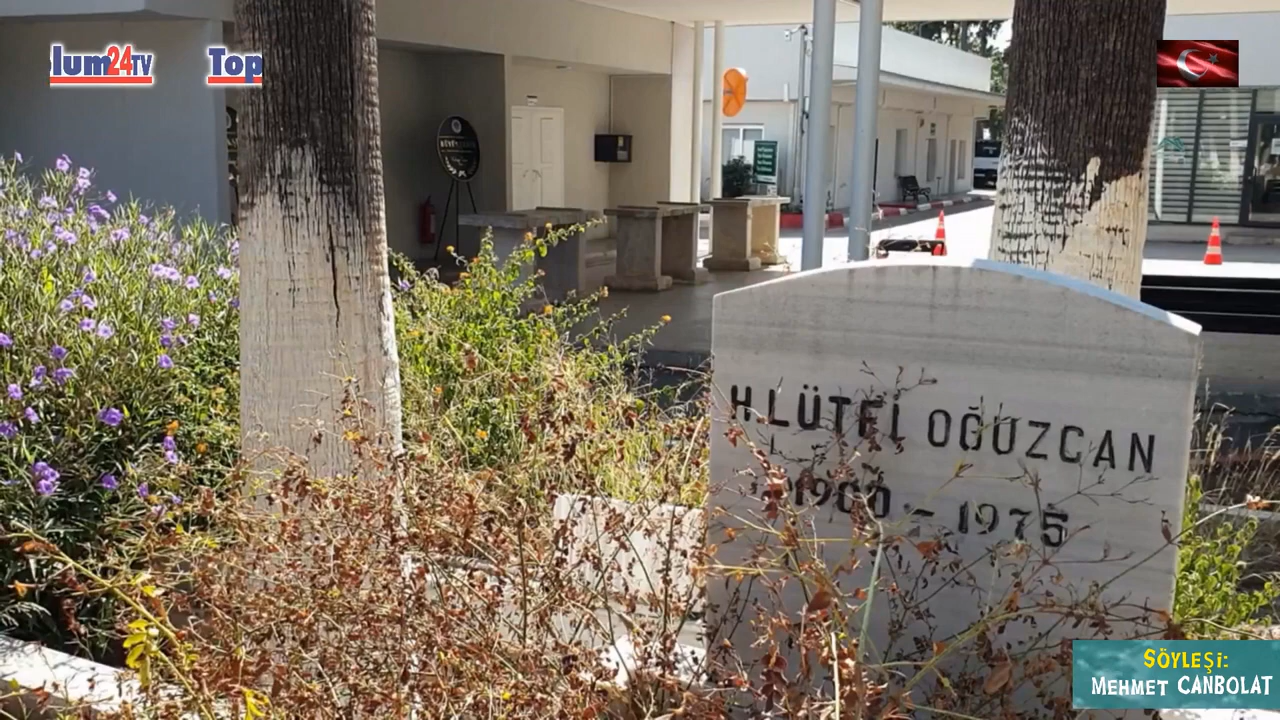 lum24TV
Top
H.LÜTFİ OĞUZCAN
1900 - 1975
SÖYLEŞİ:
MEHMET CANBOLAT